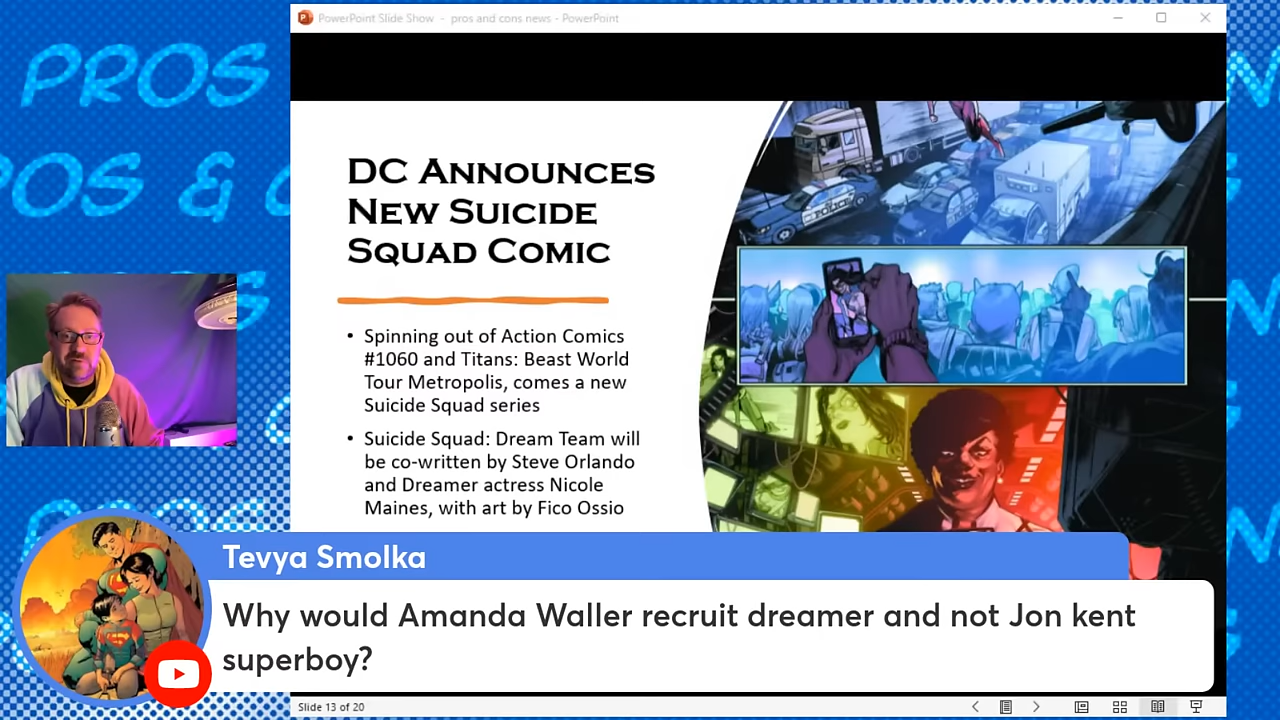 PowerPoint Slide Show - pros and cons news - PowerPoint
PROS
POS & C
DC Announces
New Suicide
Squad Comic
• Spinning out of Action Comics
#1060 and Titans: Beast World
Tour Metropolis, comes a new
Suicide Squad series
• Suicide Squad: Dream Team will
be co-written by Steve Orlando
and Dreamer actress Nicole
Maines, with art by Fico Ossio
POLICE
Tevya Smolka
Why would Amanda Waller recruit dreamer and not Jon kent
superboy?
Slide 13 of 20